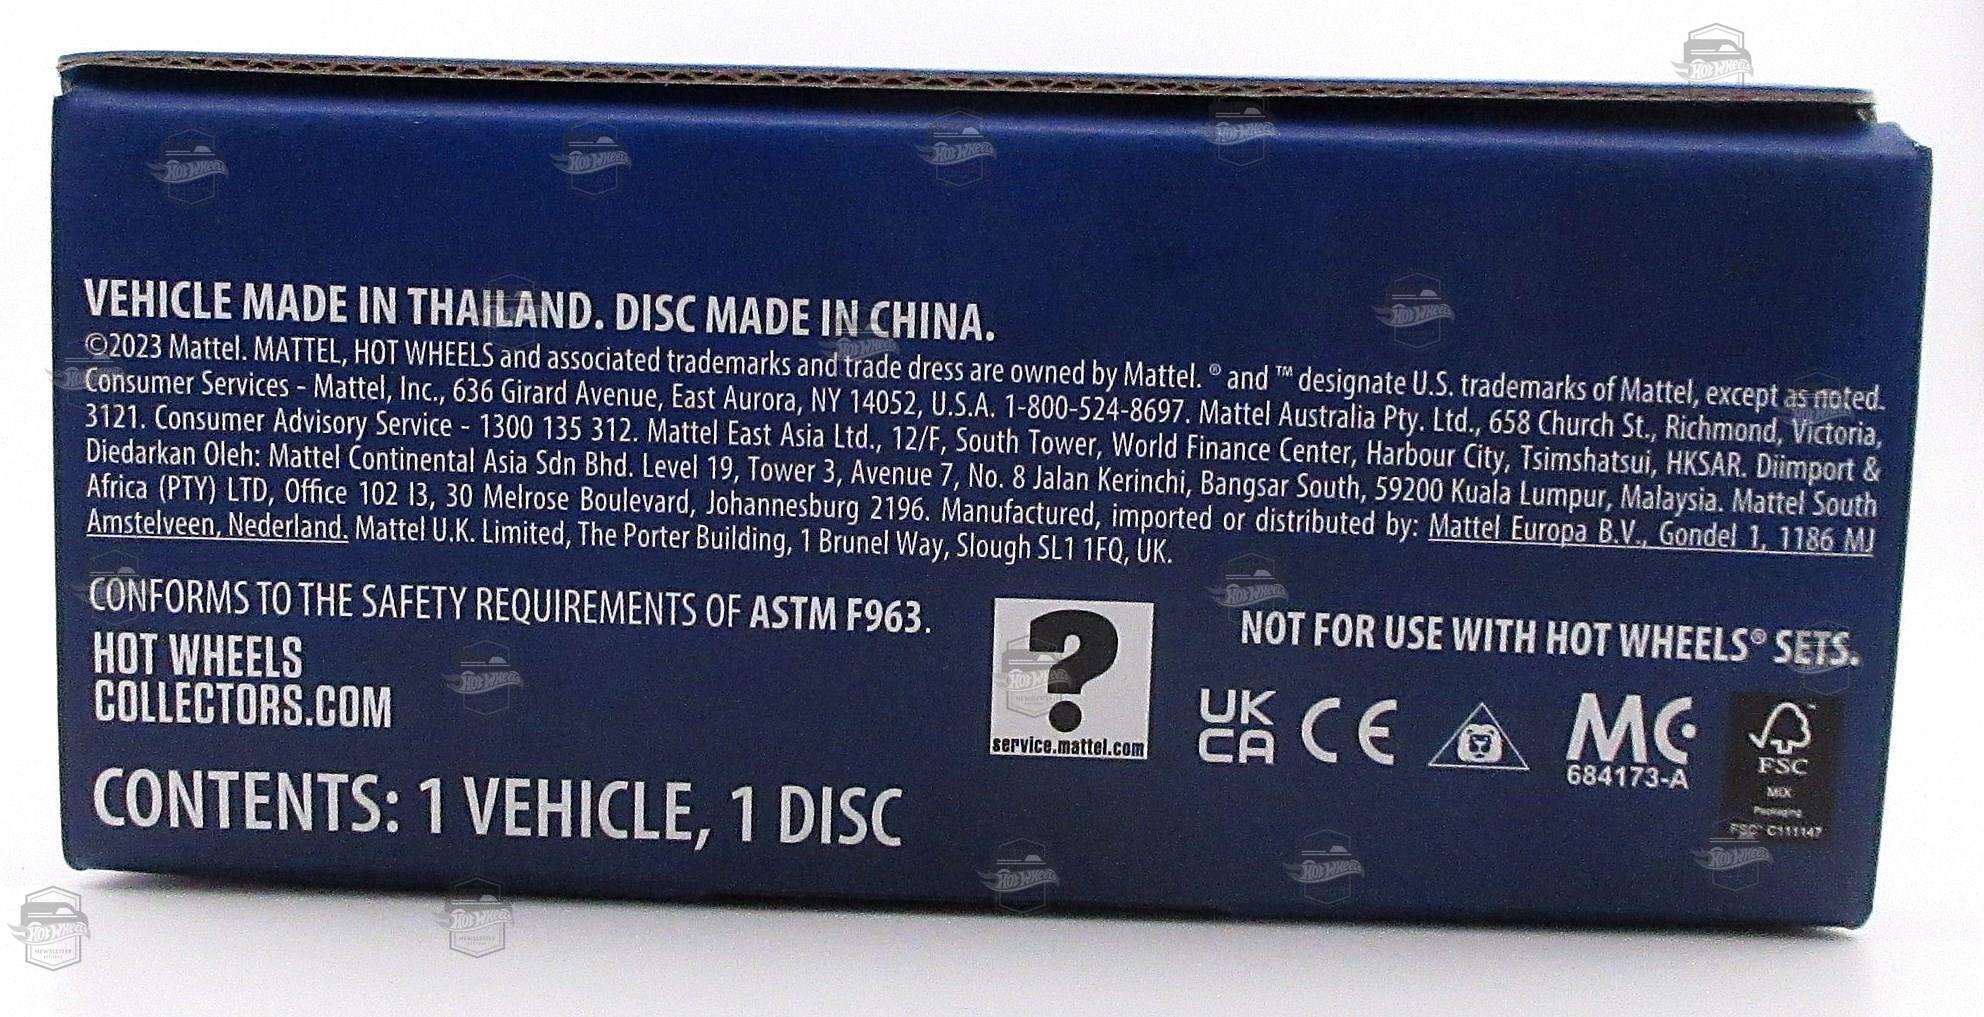 VEHICLE MADE IN THAILAND. DISC MADE IN CHINA.
©2023 Mattel. MATTEL, HOT WHEELS and associated trademarks and trade dress are owned by Mattel. ® and ™ designate U.S. trademarks of Mattel, except as noted.
Consumer Services - Mattel, Inc., 636 Girard Avenue, East Aurora, NY 14052, U.S.A. 1-800-524-8697. Mattel Australia Pty. Ltd., 658 Church St., Richmond, Victoria,
3121. Consumer Advisory Service - 1300 135 312. Mattel East Asia Ltd., 12/F, South Tower, World Finance Center, Harbour City, Tsimshatsui, HKSAR. Diimport &
Diedarkan Oleh: Mattel Continental Asia Sdn Bhd. Level 19, Tower 3, Avenue 7, No. 8 Jalan Kerinchi, Bangsar South, 59200 Kuala Lumpur, Malaysia. Mattel South
Africa (PTY) LTD, Office 102 I3, 30 Melrose Boulevard, Johannesburg 2196. Manufactured, imported or distributed by: Mattel Europa B.V., Gondel 1, 1186 MJ
Amstelveen, Nederland. Mattel U.K. Limited, The Porter Building, 1 Brunel Way, Slough SL1 1FQ, UK.
CONFORMS TO THE SAFETY REQUIREMENTS OF ASTM F963.
HOT WHEELS
COLLECTORS.COM
CONTENTS: 1 VEHICLE, 1 DISC
?
service.mattel.com
NOT FOR USE WITH HOT WHEELS® SETS.
UK
CA
CE
MC
684173-A
FSC
MIX
Packaging
FSC™ C111147
Hot Wheels
NEWSLETTER